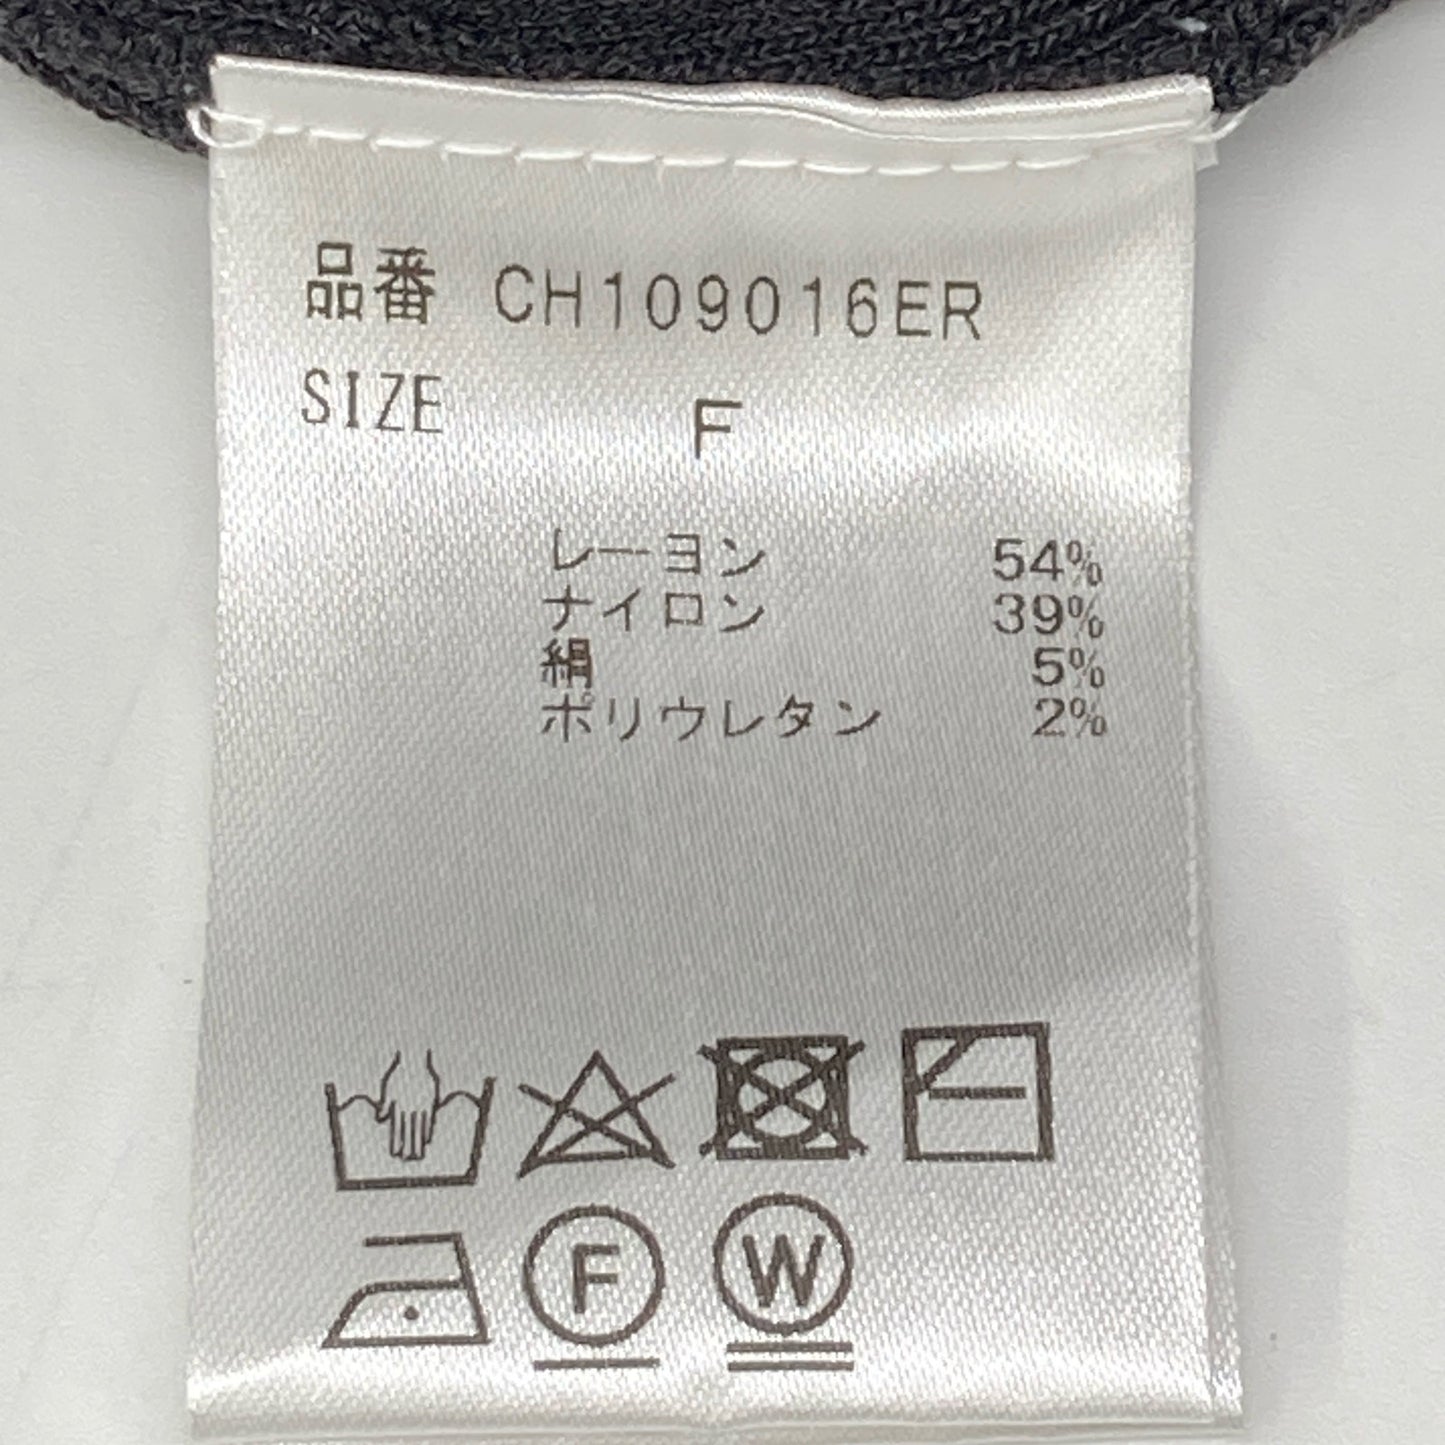 品番 CH109016ER
SIZE F
レーヨン 54%
ナイロン 39%
絹 5%
ポリウレタン 2%
F W